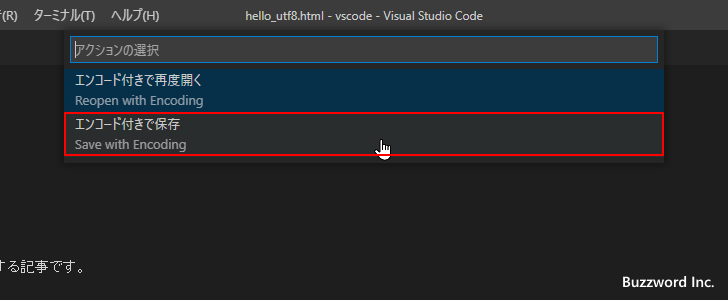 (R) ターミナル(T) ヘルプ(H) hello_utf8.html - vscode - Visual Studio Code
アクションの選択
エンコード付きで再度開く
Reopen with Encoding
エンコード付きで保存
Save with Encoding
する記事です。
Buzzword Inc.